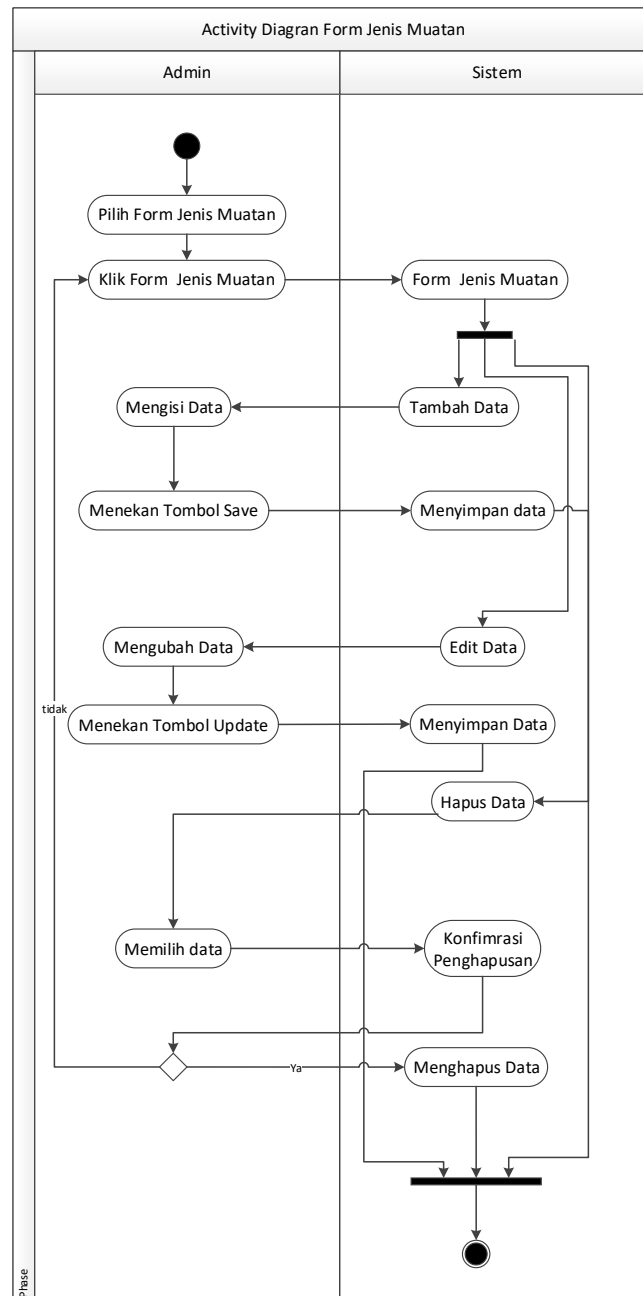 Activity Diagran Form Jenis Muatan
Admin
Sistem
Pilih Form Jenis Muatan
Klik Form Jenis Muatan
Form Jenis Muatan
Mengisi Data
Tambah Data
Menekan Tombol Save
Menyimpan data
Mengubah Data
Edit Data
tidak
Menekan Tombol Update
Menyimpan Data
Hapus Data
Memilih data
Konfimrasi
Penghapusan
Ya
Menghapus Data
Phase